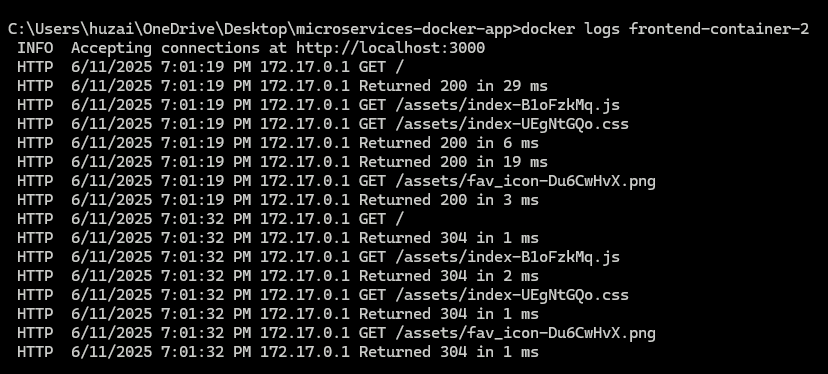 C:\Users\huzai\OneDrive\Desktop\microservices-docker-app>docker logs frontend-container-2
INFO  Accepting connections at http://localhost:3000
HTTP  6/11/2025 7:01:19 PM 172.17.0.1 GET /
HTTP  6/11/2025 7:01:19 PM 172.17.0.1 Returned 200 in 29 ms
HTTP  6/11/2025 7:01:19 PM 172.17.0.1 GET /assets/index-B1oFzkMq.js
HTTP  6/11/2025 7:01:19 PM 172.17.0.1 GET /assets/index-UEgNtGQo.css
HTTP  6/11/2025 7:01:19 PM 172.17.0.1 Returned 200 in 6 ms
HTTP  6/11/2025 7:01:19 PM 172.17.0.1 Returned 200 in 19 ms
HTTP  6/11/2025 7:01:19 PM 172.17.0.1 GET /assets/fav_icon-Du6CwHvX.png
HTTP  6/11/2025 7:01:19 PM 172.17.0.1 Returned 200 in 3 ms
HTTP  6/11/2025 7:01:32 PM 172.17.0.1 GET /
HTTP  6/11/2025 7:01:32 PM 172.17.0.1 Returned 304 in 1 ms
HTTP  6/11/2025 7:01:32 PM 172.17.0.1 GET /assets/index-B1oFzkMq.js
HTTP  6/11/2025 7:01:32 PM 172.17.0.1 Returned 304 in 2 ms
HTTP  6/11/2025 7:01:32 PM 172.17.0.1 GET /assets/index-UEgNtGQo.css
HTTP  6/11/2025 7:01:32 PM 172.17.0.1 Returned 304 in 1 ms
HTTP  6/11/2025 7:01:32 PM 172.17.0.1 GET /assets/fav_icon-Du6CwHvX.png
HTTP  6/11/2025 7:01:32 PM 172.17.0.1 Returned 304 in 1 ms